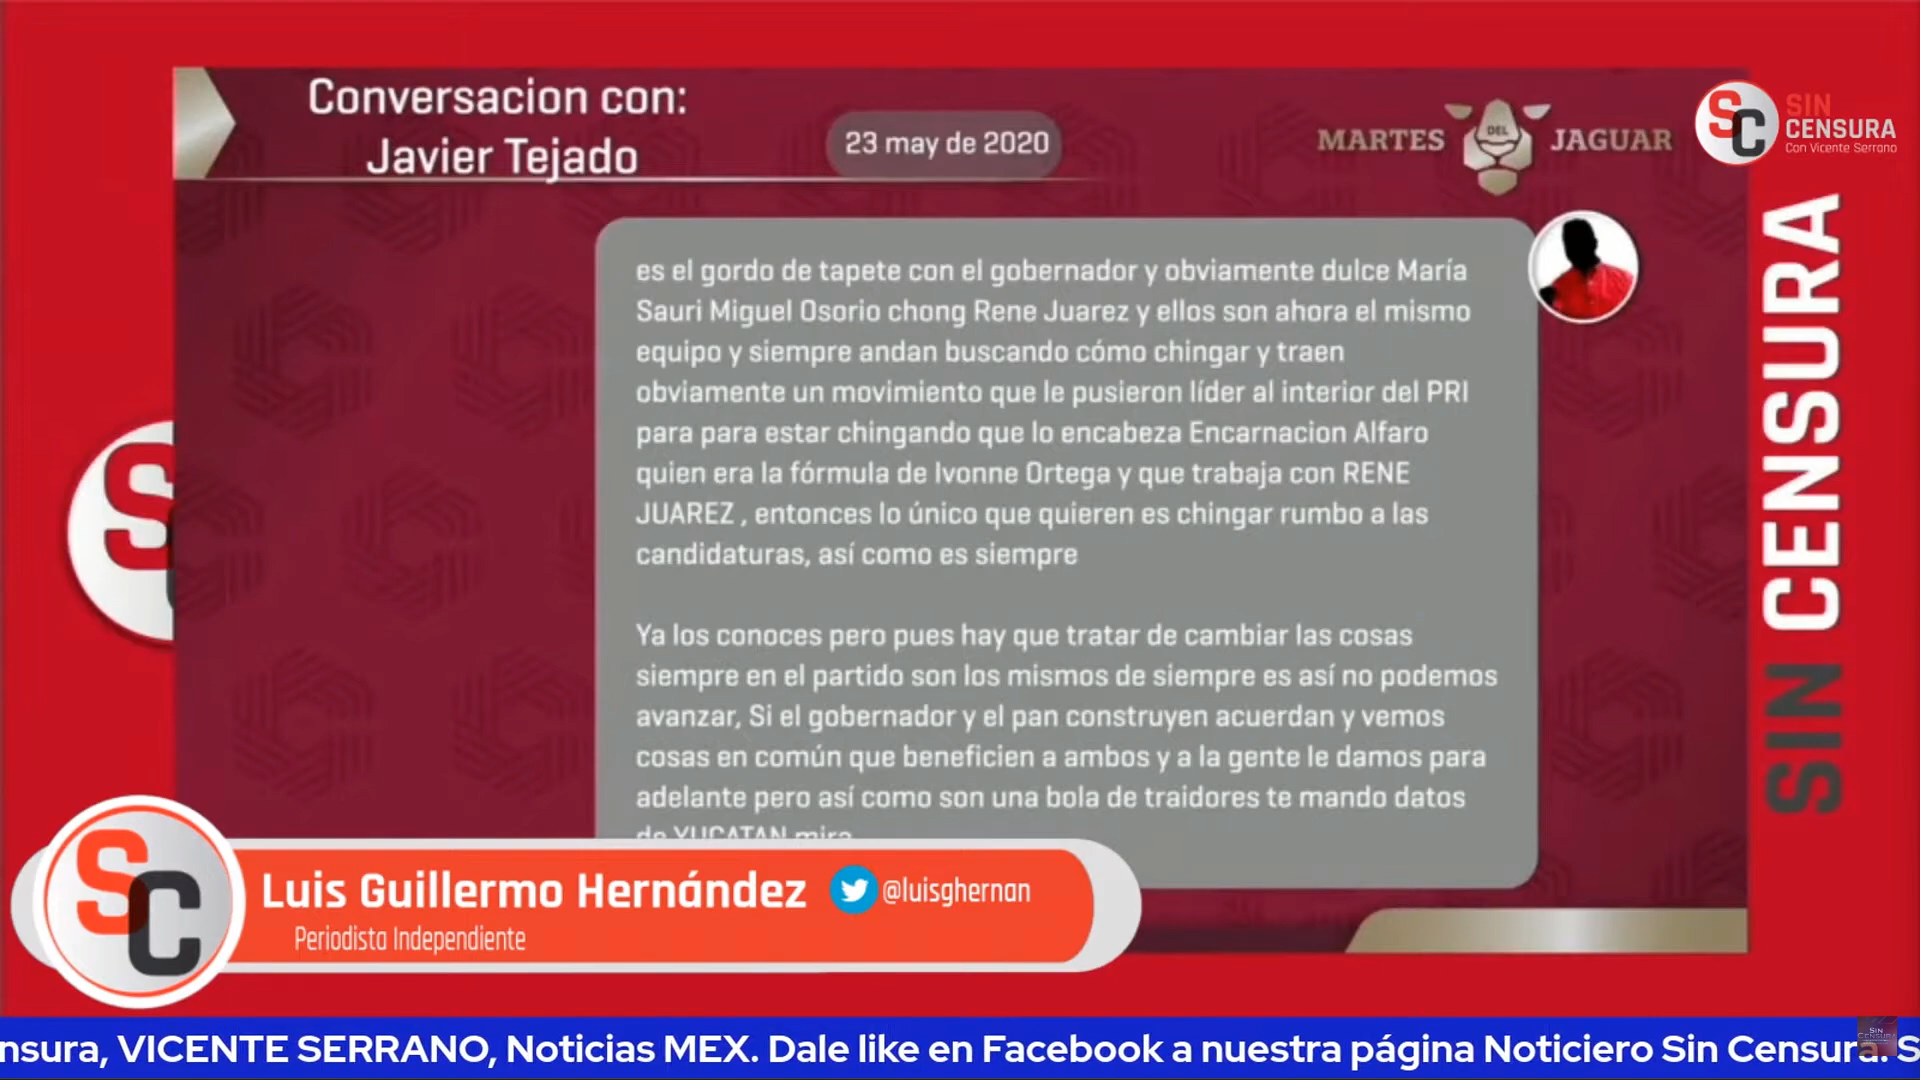 Conversacion con:
Javier Tejado
23 may de 2020
MARTES DEL JAGUAR
SC
SIN
CENSURA
Con Vicente Serrano
es el gordo de tapete con el gobernador y obviamente dulce María
Sauri Miguel Osorio chong Rene Juarez y ellos son ahora el mismo
equipo y siempre andan buscando cómo chingar y traen
obviamente un movimiento que le pusieron líder al interior del PRI
para para estar chingando que lo encabeza Encarnacion Alfaro
quien era la fórmula de Ivonne Ortega y que trabaja con RENE
JUAREZ , entonces lo único que quieren es chingar rumbo a las
candidaturas, así como es siempre
Ya los conoces pero pues hay que tratar de cambiar las cosas
siempre en el partido son los mismos de siempre es así no podemos
avanzar, Si el gobernador y el pan construyen acuerdan y vemos
cosas en común que beneficien a ambos y a la gente le damos para
adelante pero así como son una bola de traidores te mando datos
de YUCATAN mira
SIN CENSURA
S
SC
Luis Guillermo Hernández
@luisghernan
Periodista Independiente
nsura, VICENTE SERRANO, Noticias MEX. Dale like en Facebook a nuestra página Noticiero Sin Censura. S
SIN
CENSURA